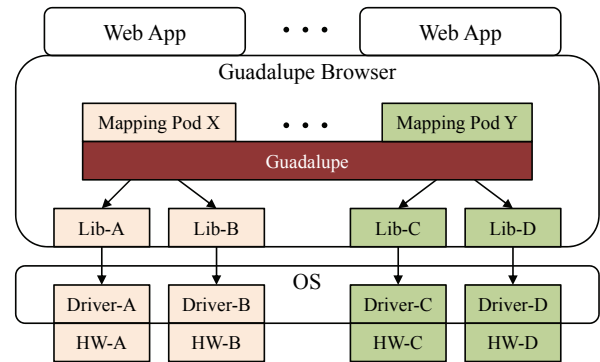 Web App • • • Web App
Guadalupe Browser
Mapping Pod X • • • Mapping Pod Y
Guadalupe
Lib-A Lib-B Lib-C Lib-D
OS
Driver-A Driver-B Driver-C Driver-D
HW-A HW-B HW-C HW-D